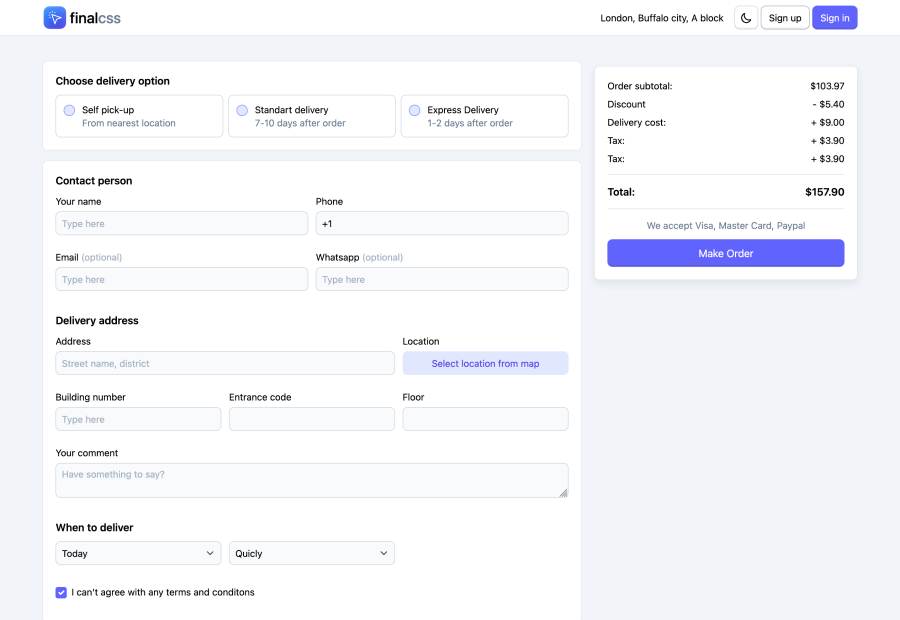 finalcss
London, Buffalo city, A block
Sign up
Sign in
Choose delivery option
Self pick-up
From nearest location
Standart delivery
7-10 days after order
Express Delivery
1-2 days after order
Contact person
Your name
Phone
Type here
+1
Email (optional)
Whatsapp (optional)
Type here
Type here
Delivery address
Address
Location
Street name, district
Select location from map
Building number
Entrance code
Floor
Type here
Your comment
Have something to say?
When to deliver
Today
Quicly
I can't agree with any terms and conditons
Order subtotal: $103.97
Discount - $5.40
Delivery cost: + $9.00
Tax: + $3.90
Tax: + $3.90
Total: $157.90
We accept Visa, Master Card, Paypal
Make Order